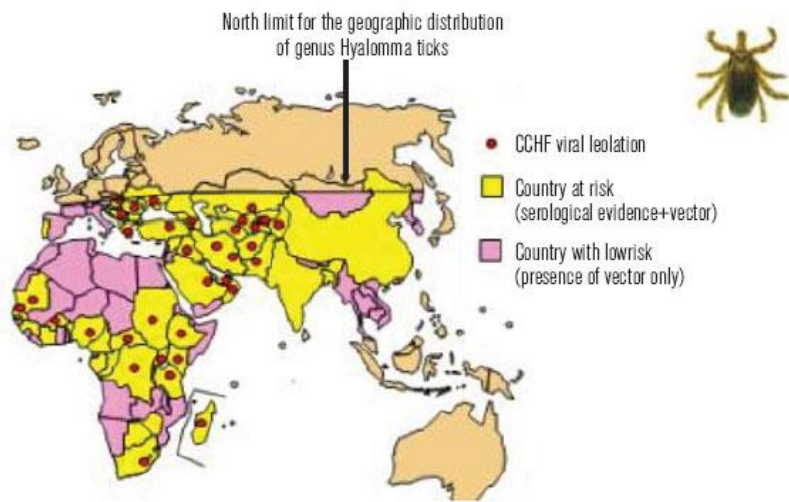 North limit for the geographic distribution
of genus Hyalomma ticks
CCHF viral leolation
Country at risk
(serological evidence+vector)
Country with lowrisk
(presence of vector only)